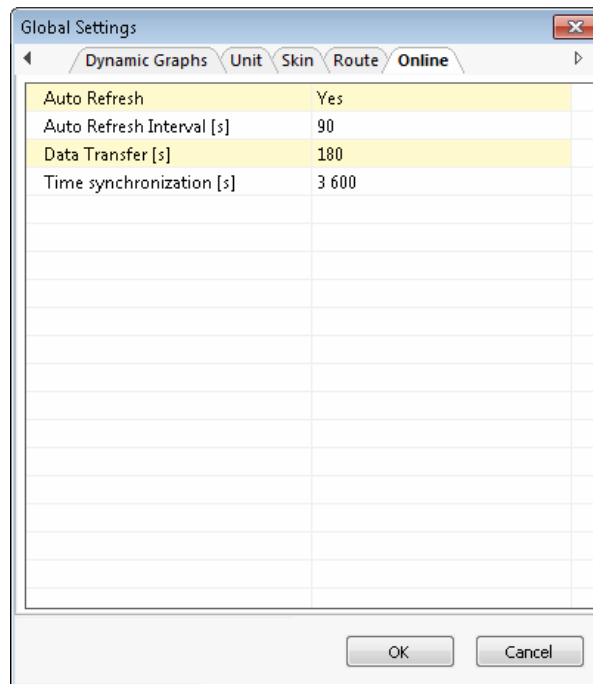 Global Settings
Dynamic Graphs Unit Skin Route Online
Auto Refresh Yes
Auto Refresh Interval [s] 90
Data Transfer [s] 180
Time synchronization [s] 3 600
OK Cancel